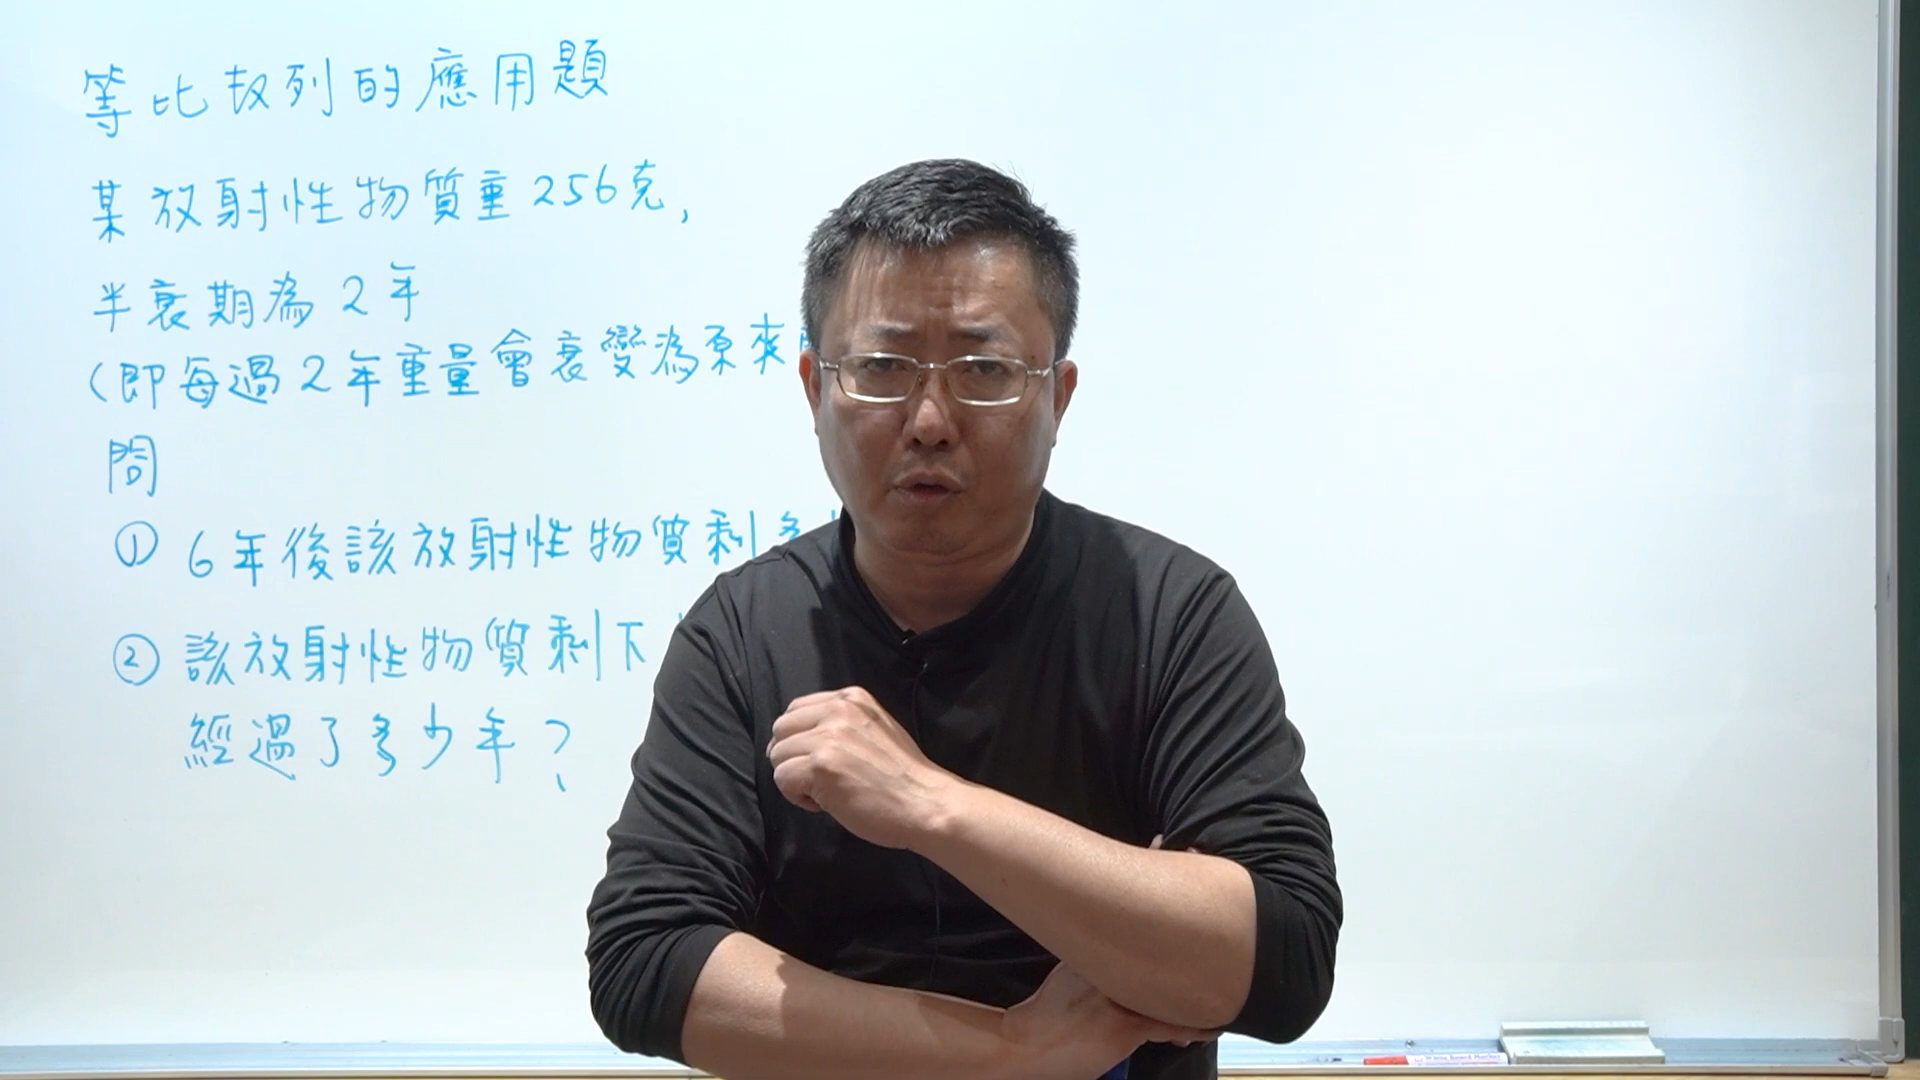 等比数列的應用題
某放射性物質重256克,
半衰期為2年
(即每過2年重量會衰變為原來
問
① 6年後該放射性物質剩多
② 該放射性物質剩下
經過了多少年?